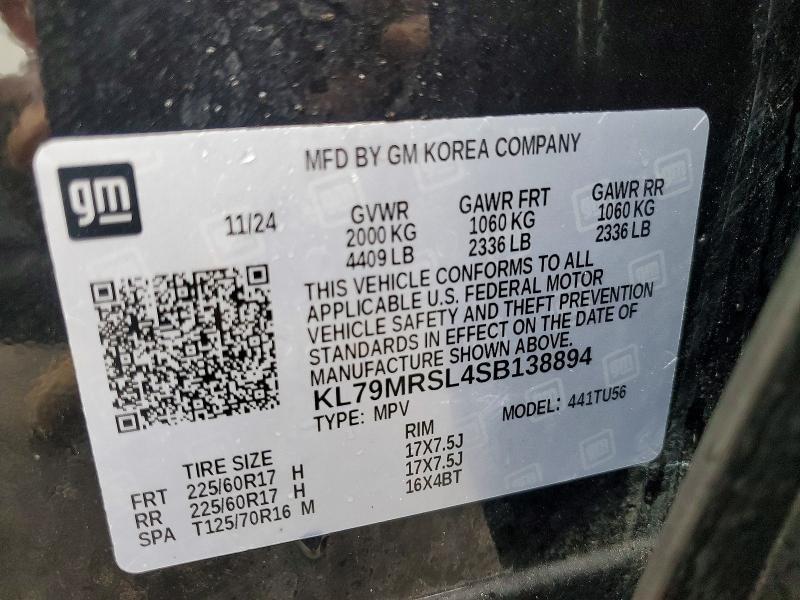 MFD BY GM KOREA COMPANY
gm
11/24
GVWR
2000 KG
4409 LB
GAWR FRT
1060 KG
2336 LB
GAWR RR
1060 KG
2336 LB
THIS VEHICLE CONFORMS TO ALL
APPLICABLE U.S. FEDERAL MOTOR
VEHICLE SAFETY AND THEFT PREVENTION
STANDARDS IN EFFECT ON THE DATE OF
MANUFACTURE SHOWN ABOVE.
KL79MRSL4SB138894
TYPE: MPV
MODEL: 441TU56
TIRE SIZE
RIM
FRT 225/60R17 H 17X7.5J
RR 225/60R17 H 17X7.5J
SPA T125/70R16 M 16X4BT